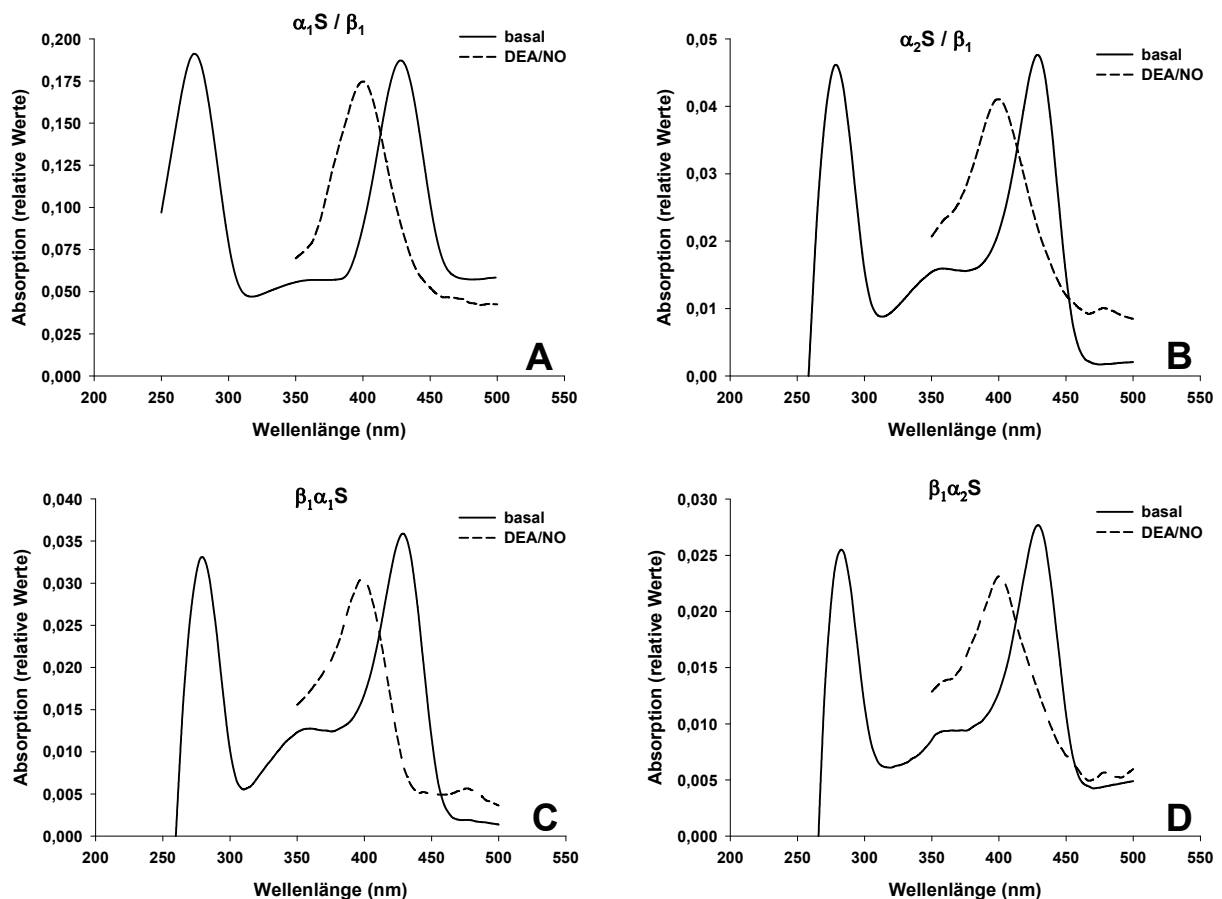 α₁S / β₁
basal
DEA/NO
Absorption (relative Werte)
0,200
0,175
0,150
0,125
0,100
0,075
0,050
0,025
0,000
200 250 300 350 400 450 500 550
Wellenlänge (nm)
A
α₂S / β₁
basal
DEA/NO
Absorption (relative Werte)
0,05
0,04
0,03
0,02
0,01
0,00
200 250 300 350 400 450 500 550
Wellenlänge (nm)
B
β₁α₁S
basal
DEA/NO
Absorption (relative Werte)
0,040
0,035
0,030
0,025
0,020
0,015
0,010
0,005
0,000
200 250 300 350 400 450 500 550
Wellenlänge (nm)
C
β₁α₂S
basal
DEA/NO
Absorption (relative Werte)
0,030
0,025
0,020
0,015
0,010
0,005
0,000
200 250 300 350 400 450 500 550
Wellenlänge (nm)
D